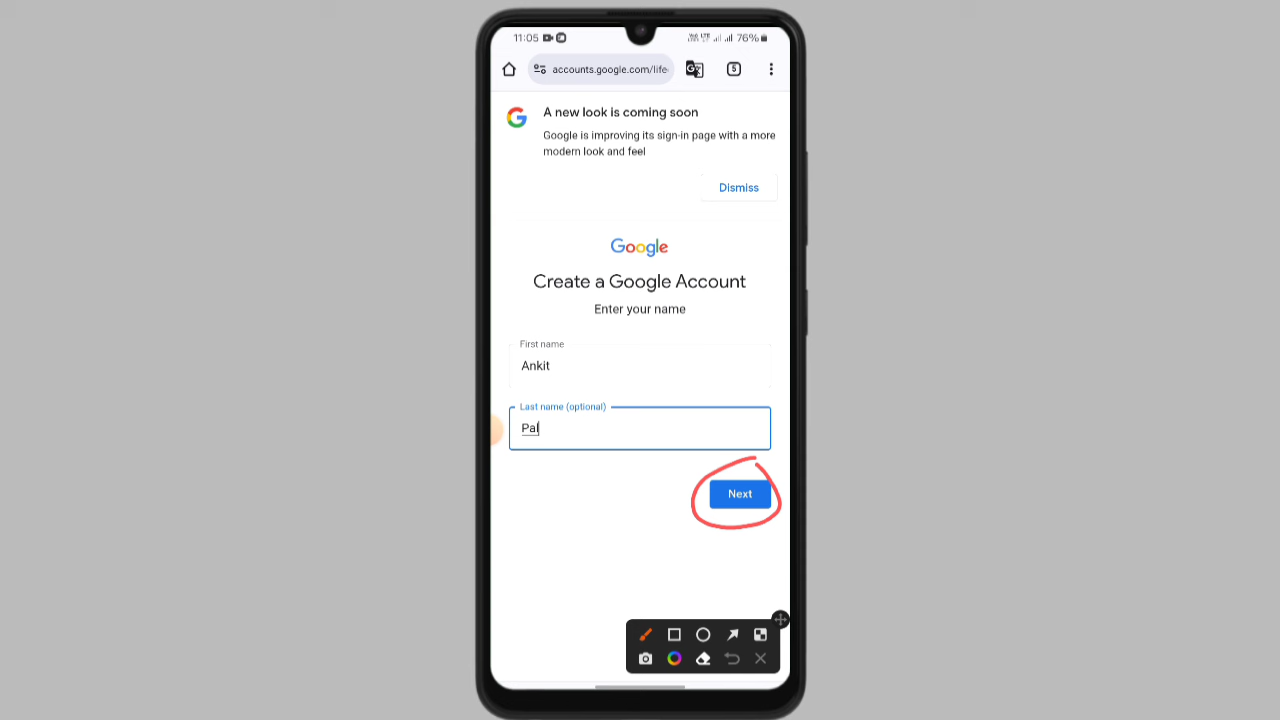 11:05 76%
accounts.google.com/life 5
A new look is coming soon
Google is improving its sign-in page with a more
modern look and feel
Dismiss
Google
Create a Google Account
Enter your name
First name
Ankit
Last name (optional)
Pal
Next